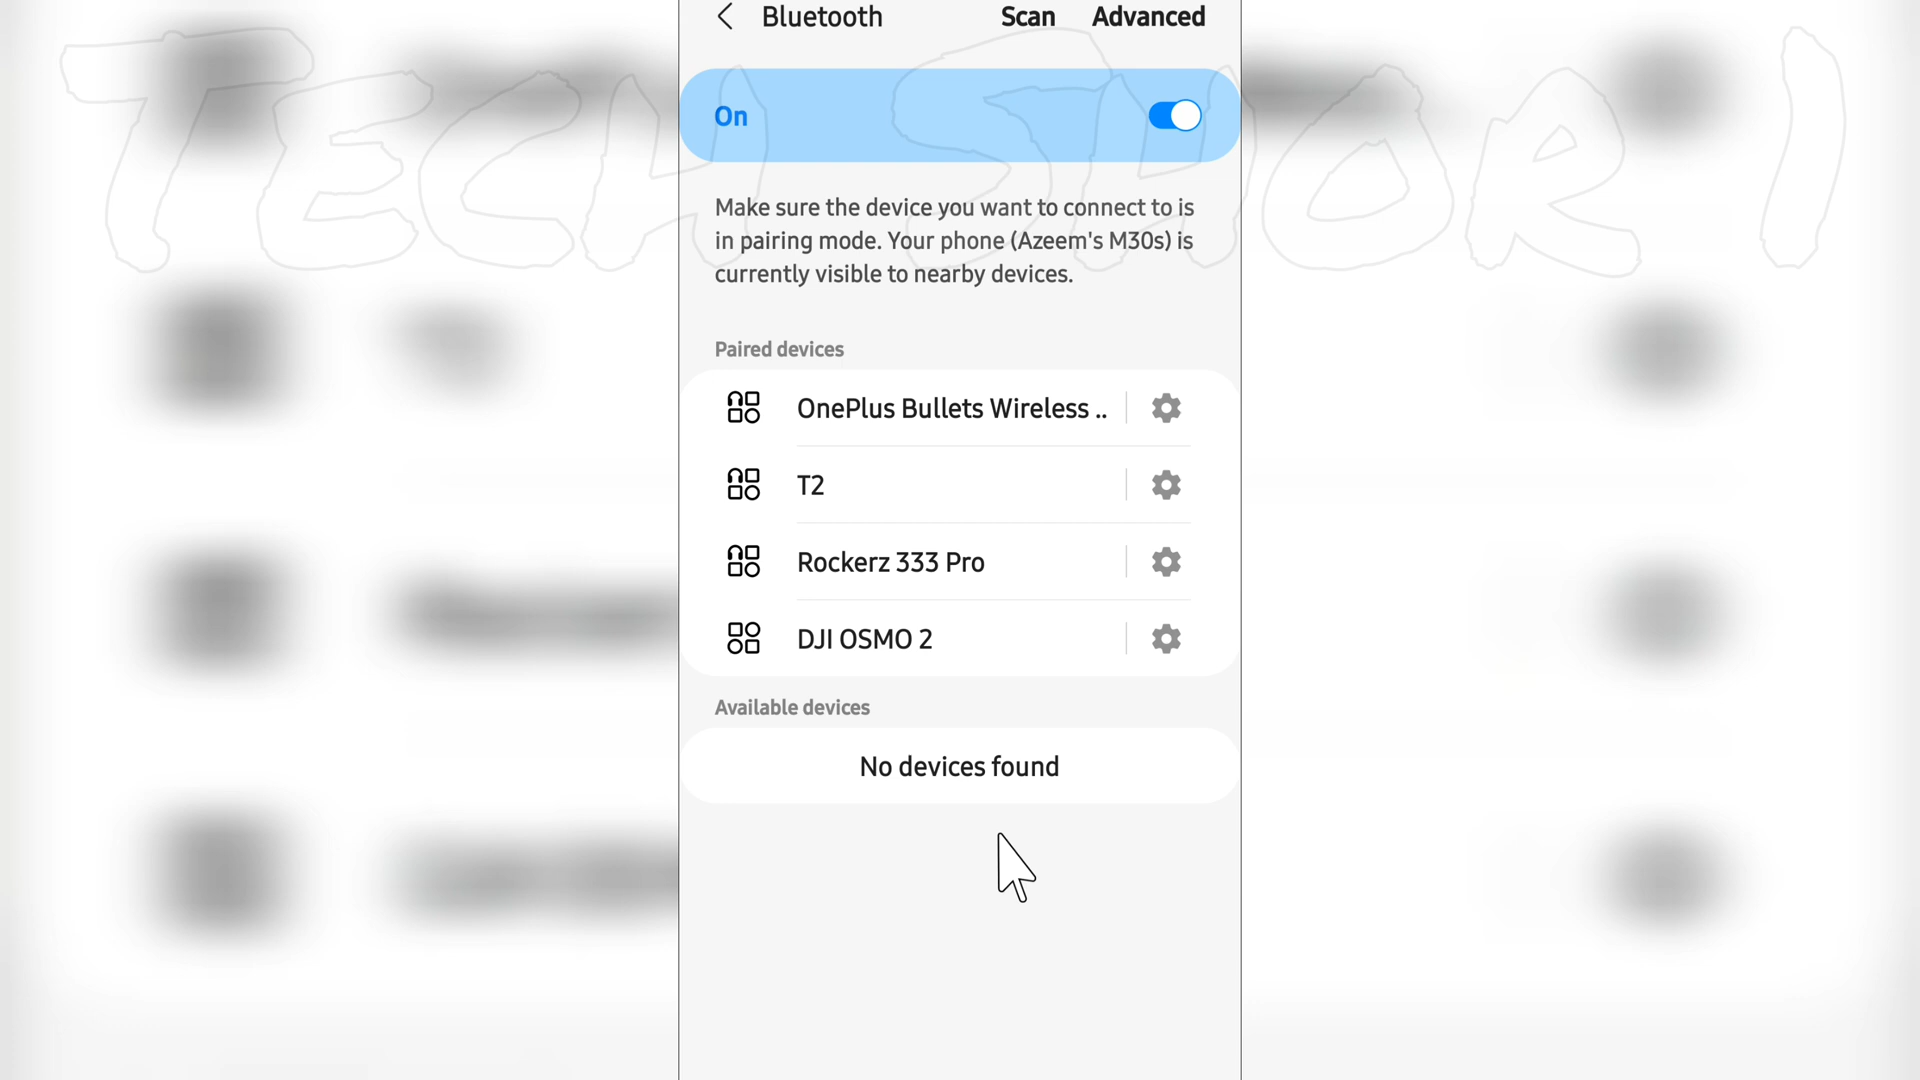 Bluetooth Scan Advanced
TECH SHOR
On
Make sure the device you want to connect to is
in pairing mode. Your phone (Azeem's M30s) is
currently visible to nearby devices.
Paired devices
OnePlus Bullets Wireless ..
T2
Rockerz 333 Pro
DJI OSMO 2
Available devices
No devices found